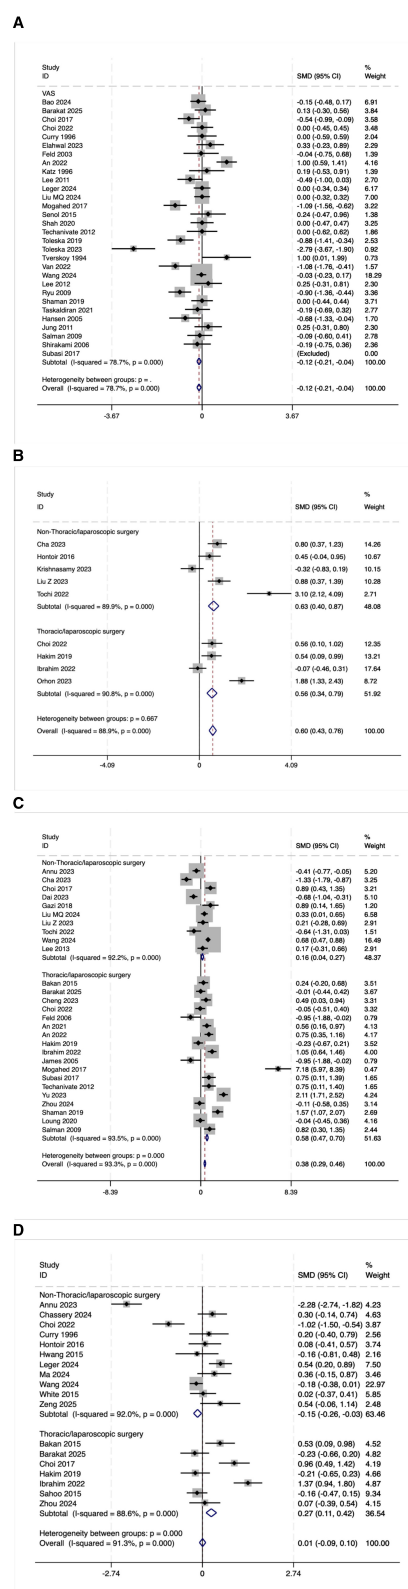 A
Study %
ID SMD (95% CI) Weight
VAS
Bao 2024 -0.15 (-0.48, 0.17) 6.91
Barakat 2025 0.13 (-0.30, 0.56) 3.84
Choi 2017 -0.54 (-0.99, -0.09) 3.58
Choi 2022 0.00 (-0.45, 0.45) 3.48
Curry 1996 0.00 (-0.59, 0.59) 2.04
Elahwal 2023 0.33 (-0.23, 0.89) 2.29
Feld 2003 -0.04 (-0.75, 0.68) 1.39
An 2022 1.00 (0.59, 1.41) 4.16
Katz 1996 0.19 (-0.53, 0.91) 1.39
Lee 2011 -0.49 (-1.00, 0.03) 2.70
Leger 2024 0.00 (-0.34, 0.34) 6.17
Liu MQ 2024 0.00 (-0.32, 0.32) 7.00
Mogahed 2017 -1.09 (-1.56, -0.62) 3.22
Senol 2015 0.24 (-0.47, 0.96) 1.38
Shah 2020 0.00 (-0.47, 0.47) 3.25
Techanivate 2012 0.00 (-0.62, 0.62) 1.86
Toleska 2019 -0.88 (-1.41, -0.34) 2.53
Toleska 2023 -2.79 (-3.67, -1.90) 0.92
Tverskoy 1994 1.00 (0.01, 1.99) 0.73
Van 2022 -1.08 (-1.76, -0.41) 1.57
Wang 2024 -0.03 (-0.23, 0.17) 18.29
Lee 2012 0.25 (-0.31, 0.81) 2.30
Ryu 2009 -0.90 (-1.36, -0.44) 3.36
Shaman 2019 0.00 (-0.44, 0.44) 3.71
Taskaldiran 2021 -0.19 (-0.69, 0.32) 2.77
Hansen 2005 -0.68 (-1.33, -0.04) 1.70
Jung 2011 0.25 (-0.31, 0.80) 2.30
Salman 2009 -0.09 (-0.60, 0.41) 2.78
Shirakami 2006 -0.19 (-0.75, 0.36) 2.36
Subasi 2017 (Excluded) 0.00
Subtotal (I-squared = 78.7%, p = 0.000) -0.12 (-0.21, -0.04) 100.00
Heterogeneity between groups: p = .
Overall (I-squared = 78.7%, p = 0.000) -0.12 (-0.21, -0.04) 100.00
-3.67 0 3.67
B
Study %
ID SMD (95% CI) Weight
Non-Thoracic/laparoscopic surgery
Cha 2023 0.80 (0.37, 1.23) 14.26
Hontoir 2016 0.45 (-0.04, 0.95) 10.67
Krishnasamy 2023 -0.32 (-0.83, 0.19) 10.15
Liu Z 2023 0.88 (0.37, 1.39) 10.28
Tochi 2022 3.10 (2.12, 4.09) 2.71
Subtotal (I-squared = 89.9%, p = 0.000) 0.63 (0.40, 0.87) 48.08
Thoracic/laparoscopic surgery
Choi 2022 0.56 (0.10, 1.02) 12.35
Hakim 2019 0.54 (0.09, 0.99) 13.21
Ibrahim 2022 -0.07 (-0.46, 0.31) 17.64
Orhon 2023 1.88 (1.33, 2.43) 8.72
Subtotal (I-squared = 90.8%, p = 0.000) 0.56 (0.34, 0.79) 51.92
Heterogeneity between groups: p = 0.667
Overall (I-squared = 88.9%, p = 0.000) 0.60 (0.43, 0.76) 100.00
-4.09 0 4.09
C
Study %
ID SMD (95% CI) Weight
Non-Thoracic/laparoscopic surgery
Annu 2023 -0.41 (-0.77, -0.05) 5.20
Cha 2023 -1.33 (-1.79, -0.87) 3.25
Choi 2017 0.89 (0.43, 1.35) 3.21
Dai 2023 -0.68 (-1.04, -0.31) 5.10
Gazi 2018 0.89 (0.14, 1.65) 1.20
Liu MQ 2024 0.33 (0.01, 0.65) 6.58
Liu Z 2023 0.21 (-0.28, 0.69) 2.91
Tochi 2022 -0.64 (-1.31, 0.03) 1.51
Wang 2024 0.68 (0.47, 0.88) 16.49
Lee 2013 0.17 (-0.31, 0.66) 2.91
Subtotal (I-squared = 92.2%, p = 0.000) 0.16 (0.04, 0.27) 48.37
Thoracic/laparoscopic surgery
Bakan 2015 0.24 (-0.20, 0.68) 3.51
Barakat 2025 -0.01 (-0.44, 0.42) 3.67
Cheng 2023 0.49 (0.03, 0.94) 3.31
Choi 2022 -0.05 (-0.51, 0.40) 3.32
Feld 2006 -0.95 (-1.88, -0.02) 0.79
An 2021 0.56 (0.16, 0.97) 4.13
An 2022 0.75 (0.35, 1.16) 4.17
Hakim 2019 -0.23 (-0.67, 0.21) 3.52
Ibrahim 2022 1.05 (0.64, 1.46) 4.00
James 2005 -0.95 (-1.88, -0.02) 0.79
Mogahed 2017 7.18 (5.97, 8.39) 0.47
Subasi 2017 0.75 (0.11, 1.39) 1.65
Techanivate 2012 0.75 (0.11, 1.40) 1.65
Yu 2023 2.11 (1.71, 2.52) 4.24
Zhou 2024 -0.11 (-0.58, 0.35) 3.14
Shaman 2019 1.57 (1.07, 2.07) 2.69
Loung 2020 -0.04 (-0.45, 0.36) 4.16
Salman 2009 0.82 (0.30, 1.35) 2.44
Subtotal (I-squared = 93.5%, p = 0.000) 0.58 (0.47, 0.70) 51.63
Heterogeneity between groups: p = 0.000
Overall (I-squared = 93.3%, p = 0.000) 0.38 (0.29, 0.46) 100.00
-8.39 0 8.39
D
Study %
ID SMD (95% CI) Weight
Non-Thoracic/laparoscopic surgery
Annu 2023 -2.28 (-2.74, -1.82) 4.23
Chassery 2024 0.30 (-0.14, 0.74) 4.63
Choi 2022 -1.02 (-1.50, -0.54) 3.87
Curry 1996 0.20 (-0.40, 0.79) 2.56
Hontoir 2016 0.08 (-0.41, 0.57) 3.74
Hwang 2015 -0.16 (-0.81, 0.48) 2.16
Leger 2024 0.54 (0.20, 0.89) 7.50
Ma 2024 0.36 (-0.15, 0.87) 3.46
Wang 2024 -0.18 (-0.38, 0.01) 22.97
White 2015 0.02 (-0.37, 0.41) 5.85
Zeng 2025 0.54 (-0.06, 1.14) 2.48
Subtotal (I-squared = 92.0%, p = 0.000) -0.15 (-0.26, -0.03) 63.46
Thoracic/laparoscopic surgery
Bakan 2015 0.53 (0.09, 0.98) 4.52
Barakat 2025 -0.23 (-0.66, 0.20) 4.82
Choi 2017 0.96 (0.49, 1.42) 4.19
Hakim 2019 -0.21 (-0.65, 0.23) 4.66
Ibrahim 2022 1.37 (0.94, 1.80) 4.87
Sahoo 2015 -0.16 (-0.47, 0.15) 9.34
Zhou 2024 0.07 (-0.39, 0.54) 4.15
Subtotal (I-squared = 88.6%, p = 0.000) 0.27 (0.11, 0.42) 36.54
Heterogeneity between groups: p = 0.000
Overall (I-squared = 91.3%, p = 0.000) 0.01 (-0.09, 0.10) 100.00
-2.74 0 2.74